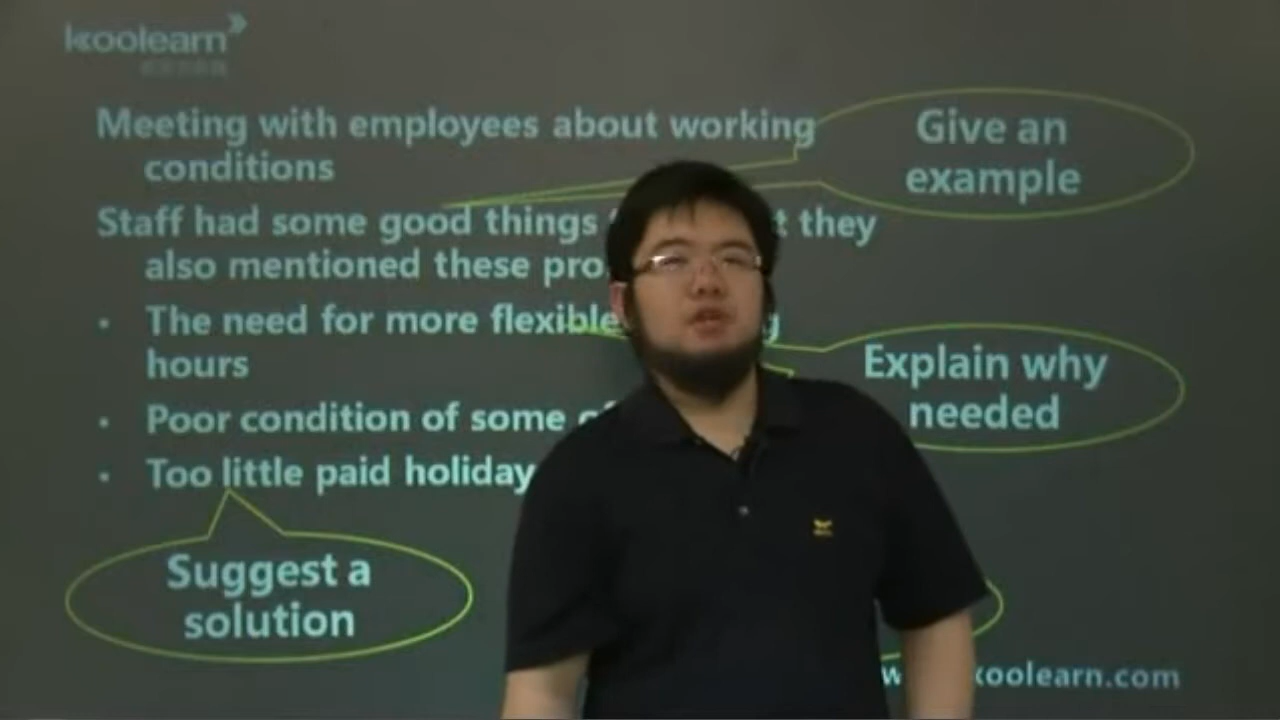 koolearn
Meeting with employees about working
conditions
Give an
example
Staff had some good things they
also mentioned these
The need for more flexible
hours
Explain why
needed
Poor condition of some
Too little paid holiday
Suggest a
solution
koolearn.com